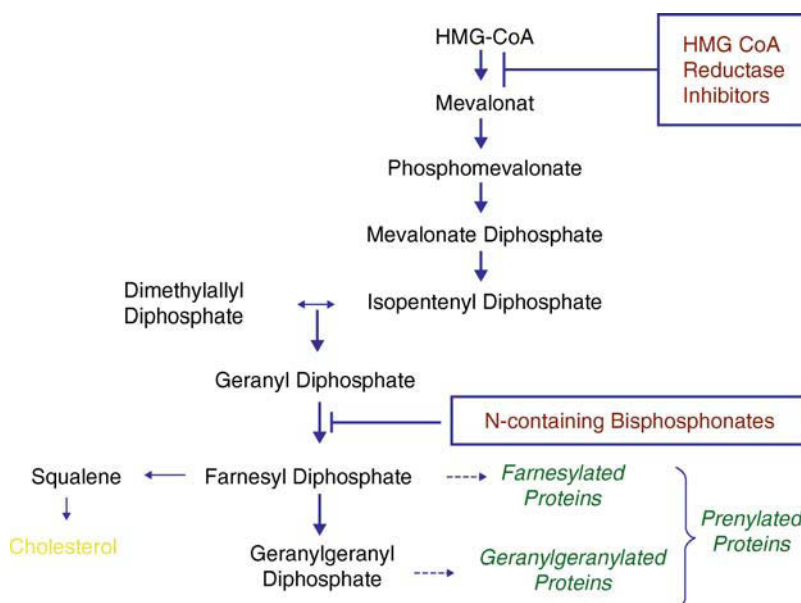 HMG-CoA
HMG CoA
Reductase
Inhibitors
Mevalonat
Phosphomevalonate
Mevalonate Diphosphate
Dimethylallyl
Diphosphate
Isopentenyl Diphosphate
Geranyl Diphosphate
N-containing Bisphosphonates
Squalene
Farnesyl Diphosphate
Farnesylated
Proteins
Prenylated
Proteins
Cholesterol
Geranylgeranyl
Diphosphate
Geranylgeranylated
Proteins